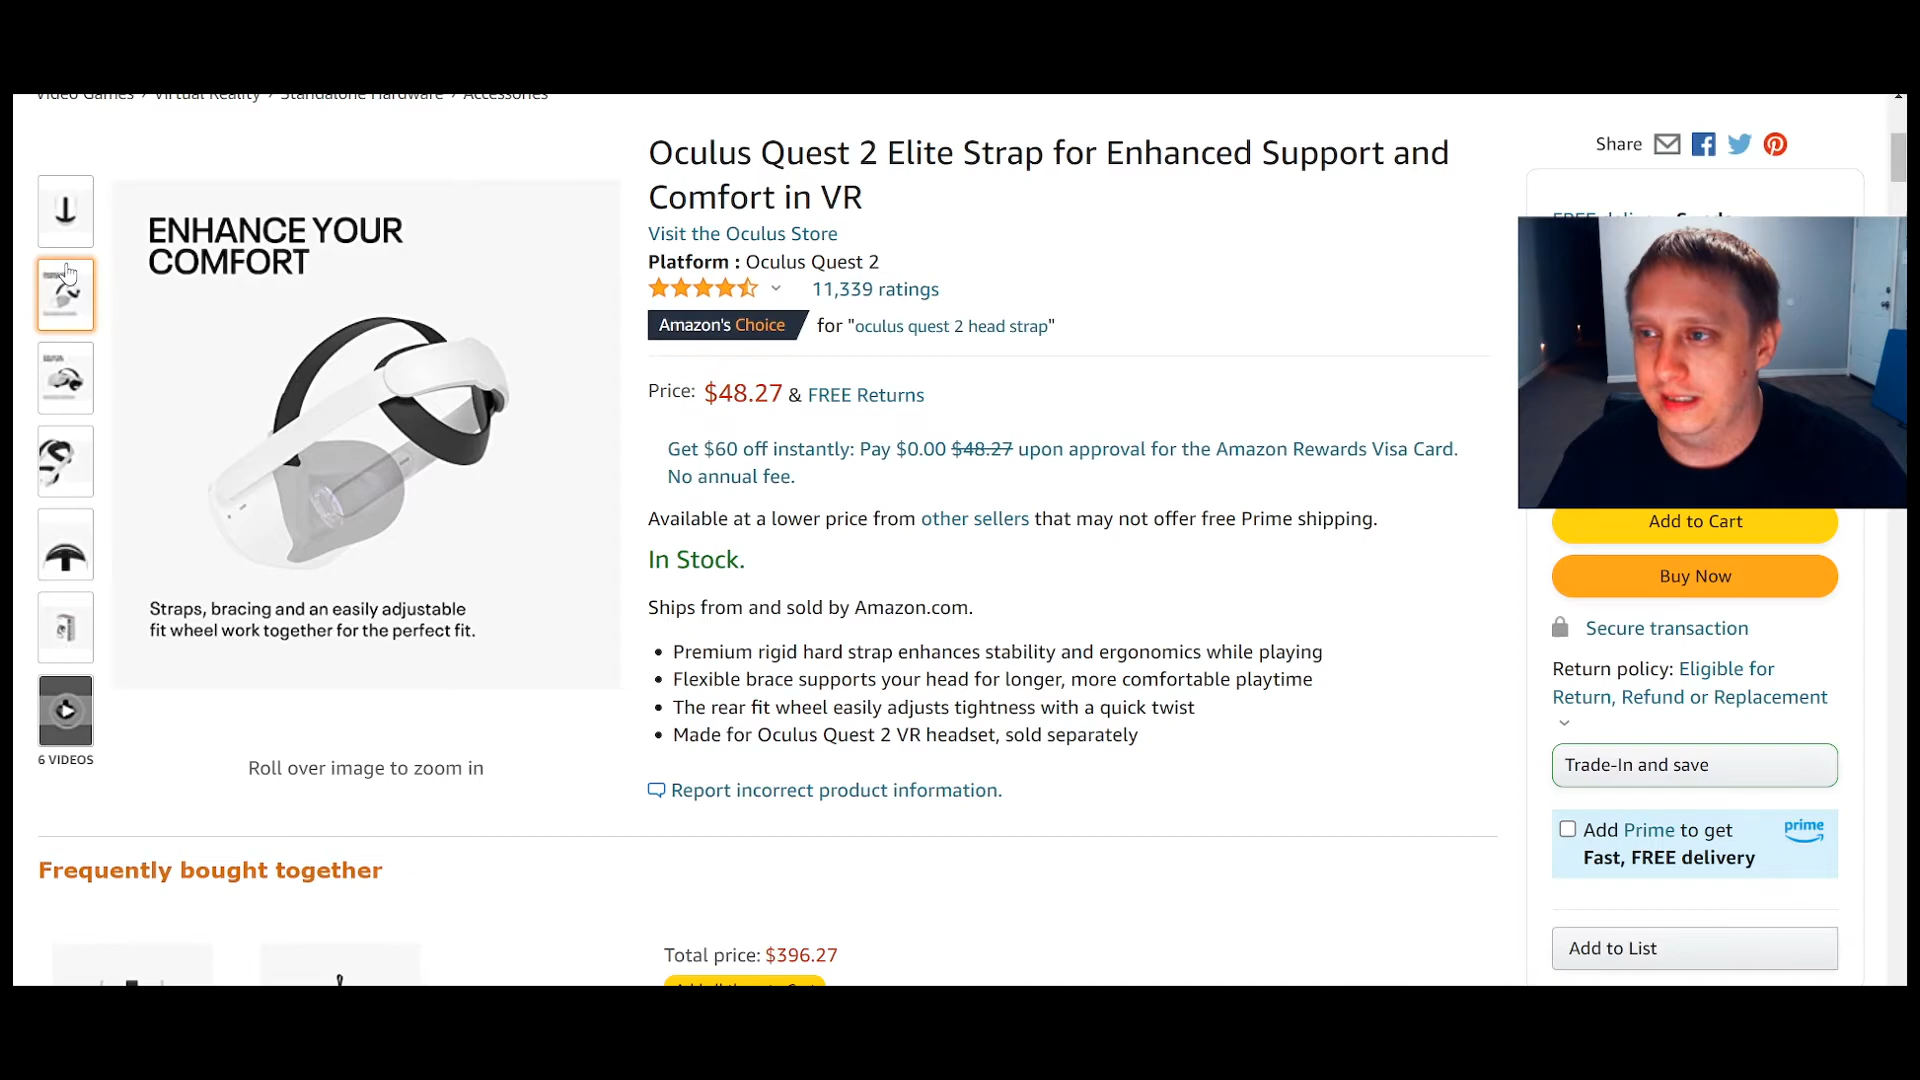 Video Games › Virtual Reality › Standalone Hardware › Accessories
Oculus Quest 2 Elite Strap for Enhanced Support and
Comfort in VR
Visit the Oculus Store
Platform : Oculus Quest 2
11,339 ratings
Amazon's Choice for "oculus quest 2 head strap"
Price: $48.27 & FREE Returns
Get $60 off instantly: Pay $0.00 $48.27 upon approval for the Amazon Rewards Visa Card.
No annual fee.
Available at a lower price from other sellers that may not offer free Prime shipping.
In Stock.
Ships from and sold by Amazon.com.
• Premium rigid hard strap enhances stability and ergonomics while playing
• Flexible brace supports your head for longer, more comfortable playtime
• The rear fit wheel easily adjusts tightness with a quick twist
• Made for Oculus Quest 2 VR headset, sold separately
Report incorrect product information.
ENHANCE YOUR
COMFORT
Straps, bracing and an easily adjustable
fit wheel work together for the perfect fit.
6 VIDEOS
Roll over image to zoom in
Share
FREE delivery
Add to Cart
Buy Now
Secure transaction
Return policy: Eligible for
Return, Refund or Replacement
Trade-In and save
Add Prime to get
Fast, FREE delivery
prime
Add to List
Frequently bought together
Total price: $396.27